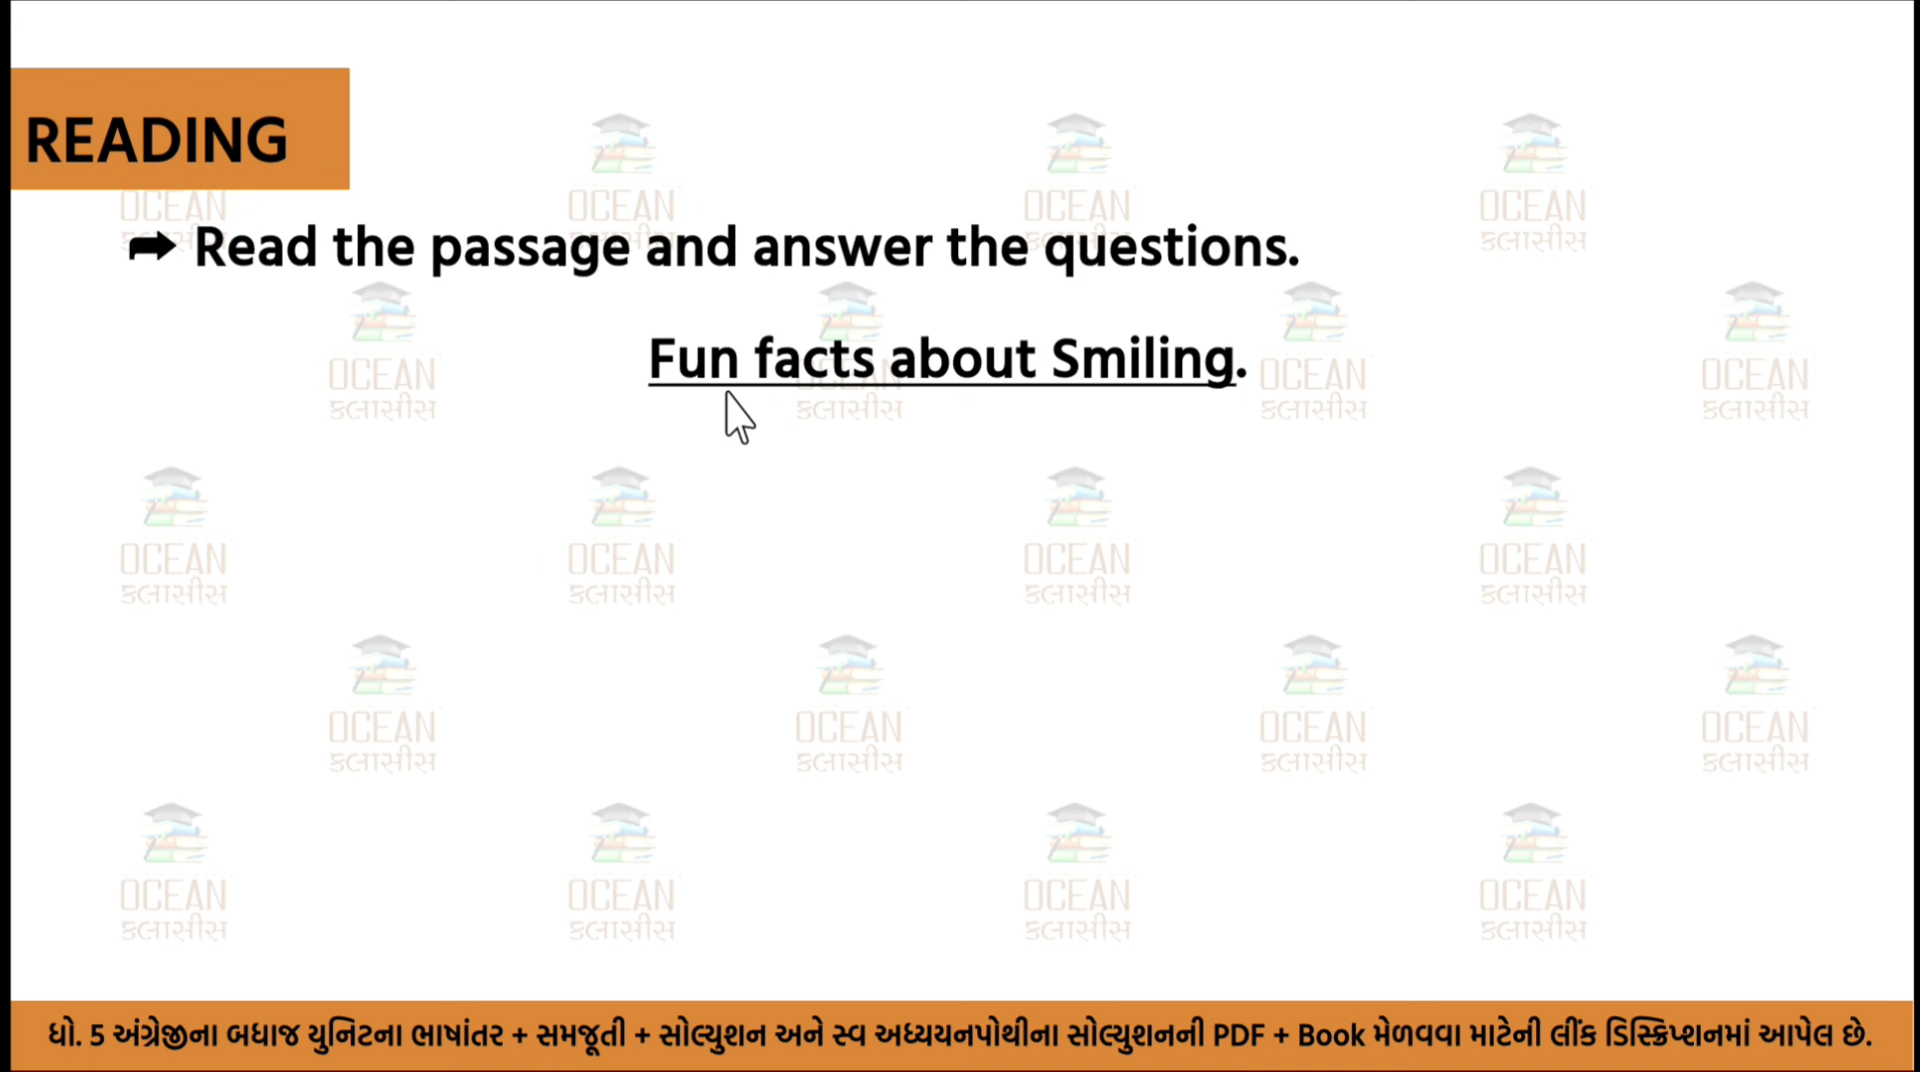 READING
➦ Read the passage and answer the questions.
Fun facts about Smiling.
OCEAN
ક્લાસીસ
ધો. 5 અંગ્રેજીના બધાજ યુનિટના ભાષાંતર + સમજૂતી + સોલ્યુશન અને સ્વ અધ્યયનપોથીના સોલ્યુશનની PDF + Book મેળવવા માટેની લીંક ડિસ્ક્રિપ્શનમાં આપેલ છે.